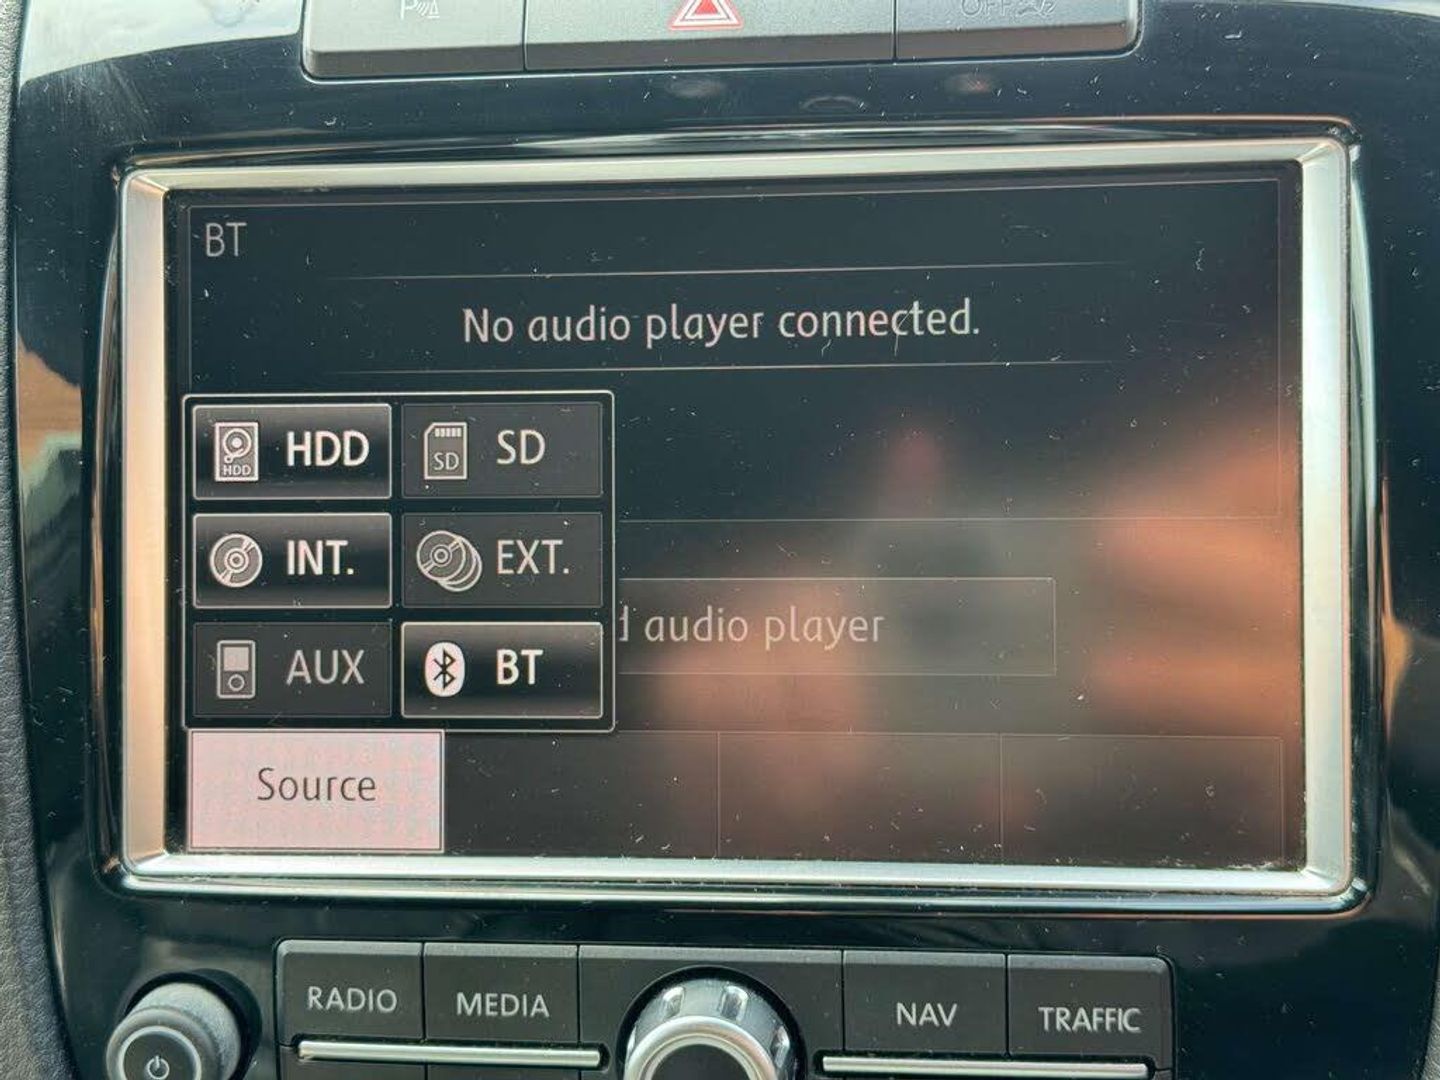 P
OFF
BT
No audio player connected.
HDD
HDD
SD
SD
INT.
EXT.
audio player
AUX
BT
Source
RADIO
MEDIA
NAV
TRAFFIC